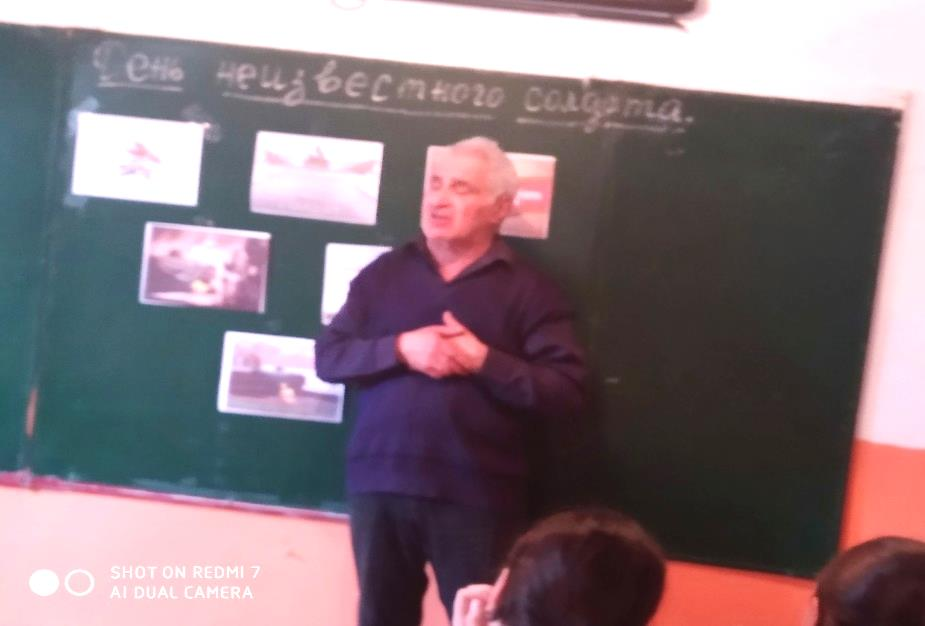 День неизвестного солдата.
SHOT ON REDMI 7
AI DUAL CAMERA